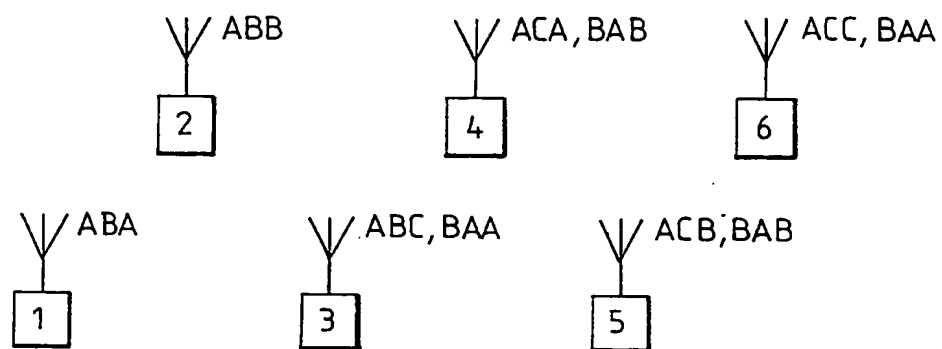 ABB
ACA, BAB
ACC, BAA
2
4
6
ABA
ABC, BAA
ACB, BAB
1
3
5